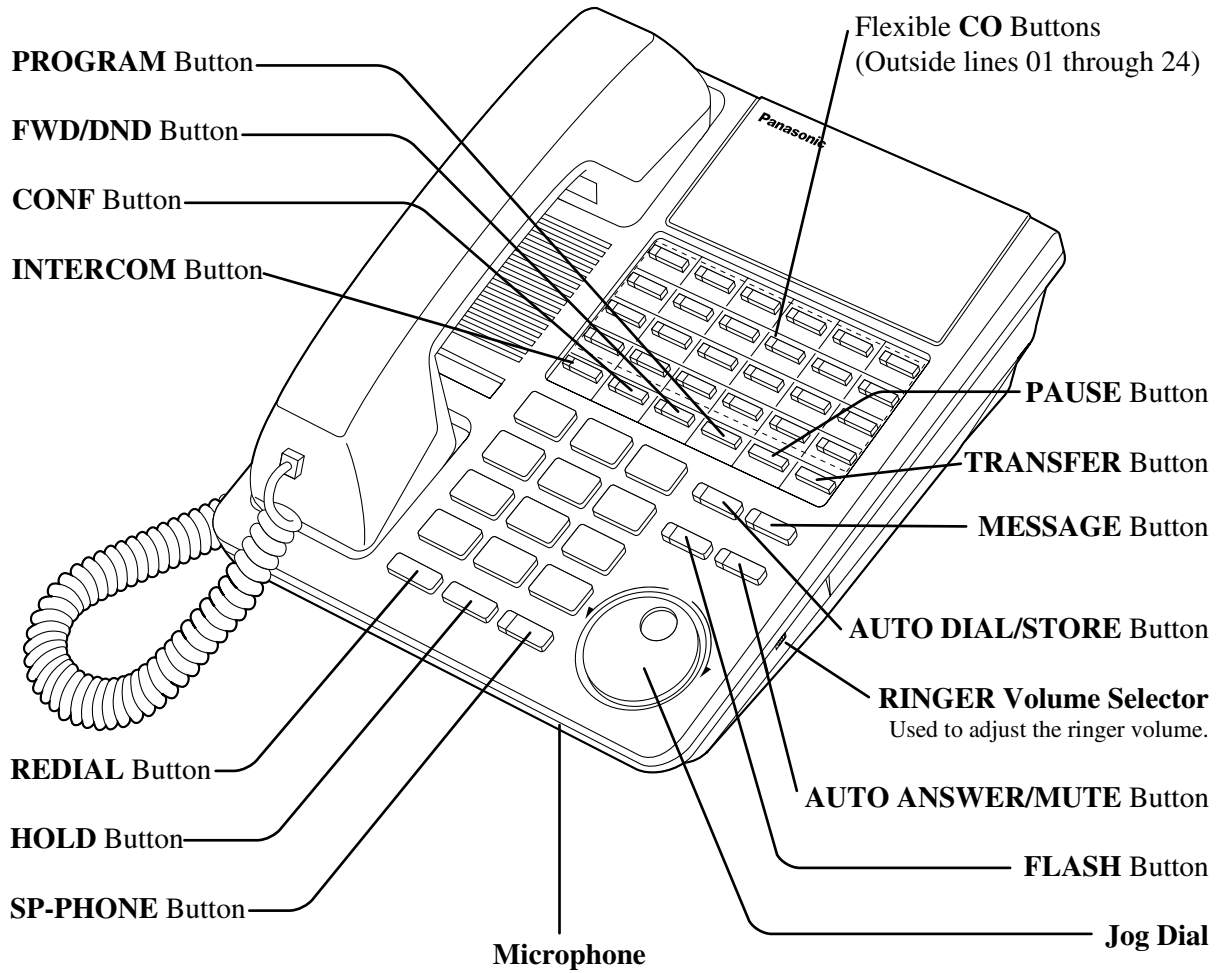 Flexible CO Buttons
(Outside lines 01 through 24)
PROGRAM Button
FWD/DND Button
CONF Button
INTERCOM Button
Panasonic
PAUSE Button
TRANSFER Button
MESSAGE Button
AUTO DIAL/STORE Button
RINGER Volume Selector
Used to adjust the ringer volume.
REDIAL Button
AUTO ANSWER/MUTE Button
HOLD Button
FLASH Button
SP-PHONE Button
Jog Dial
Microphone